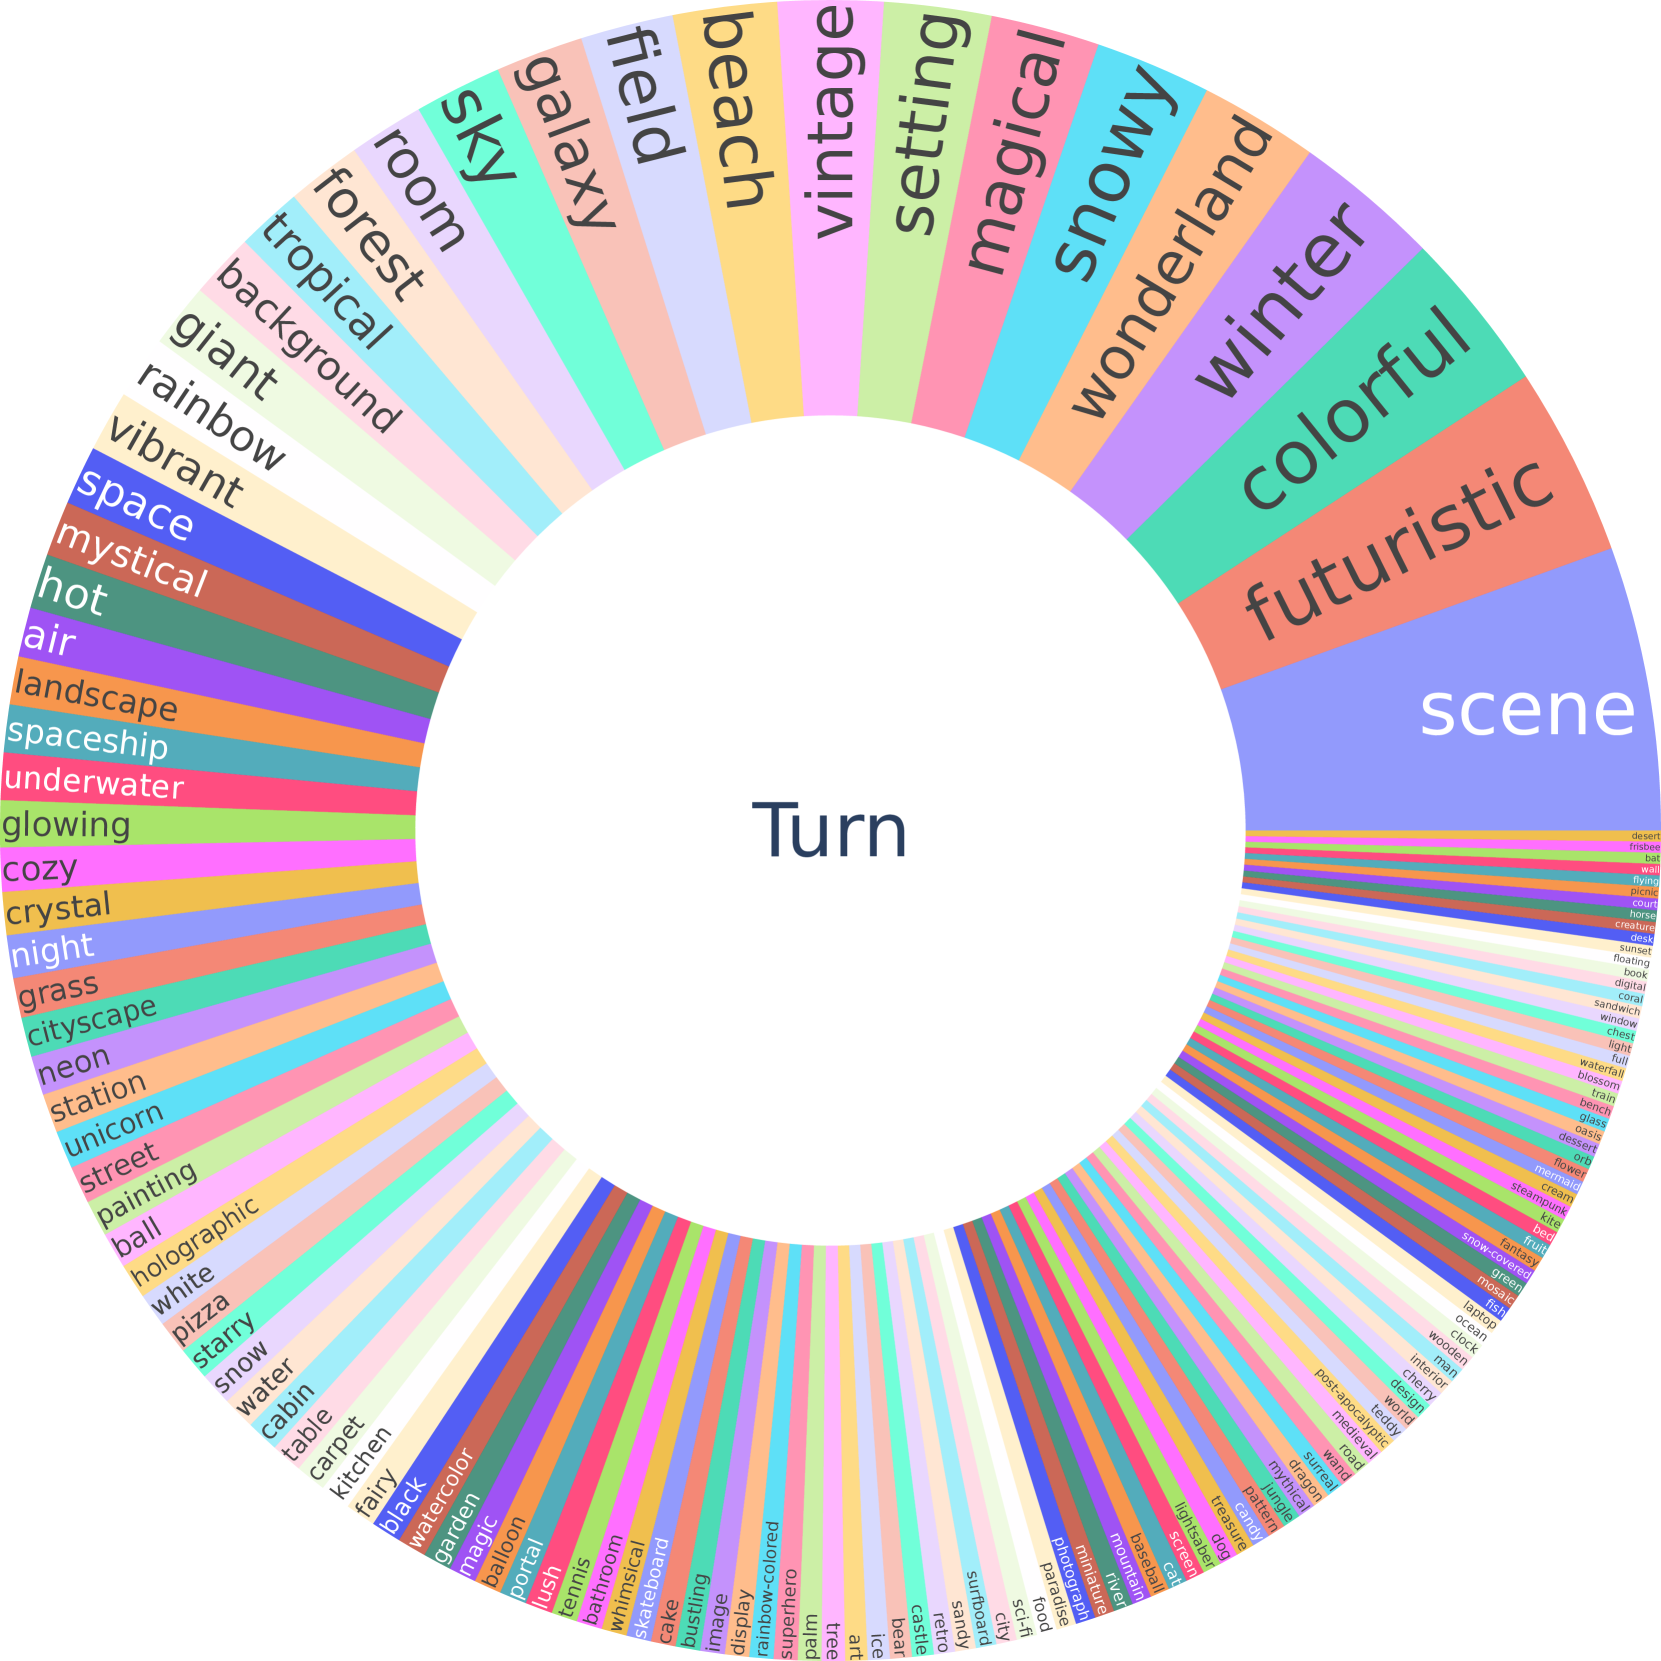 Turn
scene
futuristic
colorful
winter
wonderland
snowy
magical
setting
vintage
beach
field
galaxy
sky
room
forest
tropical
background
giant
rainbow
vibrant
space
mystical
hot
air
landscape
spaceship
underwater
glowing
cozy
crystal
night
grass
cityscape
neon
station
unicorn
street
painting
ball
holographic
white
pizza
starry
snow
water
cabin
table
carpet
kitchen
fairy
black
watercolor
garden
magic
balloon
portal
lush
tennis
bathroom
whimsical
skateboard
cake
bustling
image
display
rainbow-colored
superhero
palm
tree
art
ice
bear
castle
retro
sandy
surfboard
city
sci-fi
food
paradise
photograph
miniature
river
mountain
baseball
cat
screen
lightsaber
dog
treasure
candy
pattern
jungle
mythical
dragon
surreal
wand
road
medieval
post-apocalyptic
teddy
world
design
cherry
interior
man
wooden
clock
ocean
laptop
fish
mosaic
green
snow-covered
fantasy
fruit
bed
kite
steampunk
cream
mermaid
flower
orb
dessert
oasis
glass
bench
train
blossom
waterfall
full
light
chest
window
sandwich
coral
digital
book
floating
sunset
desk
creature
horse
court
picnic
flying
wall
bat
frisbee
desert